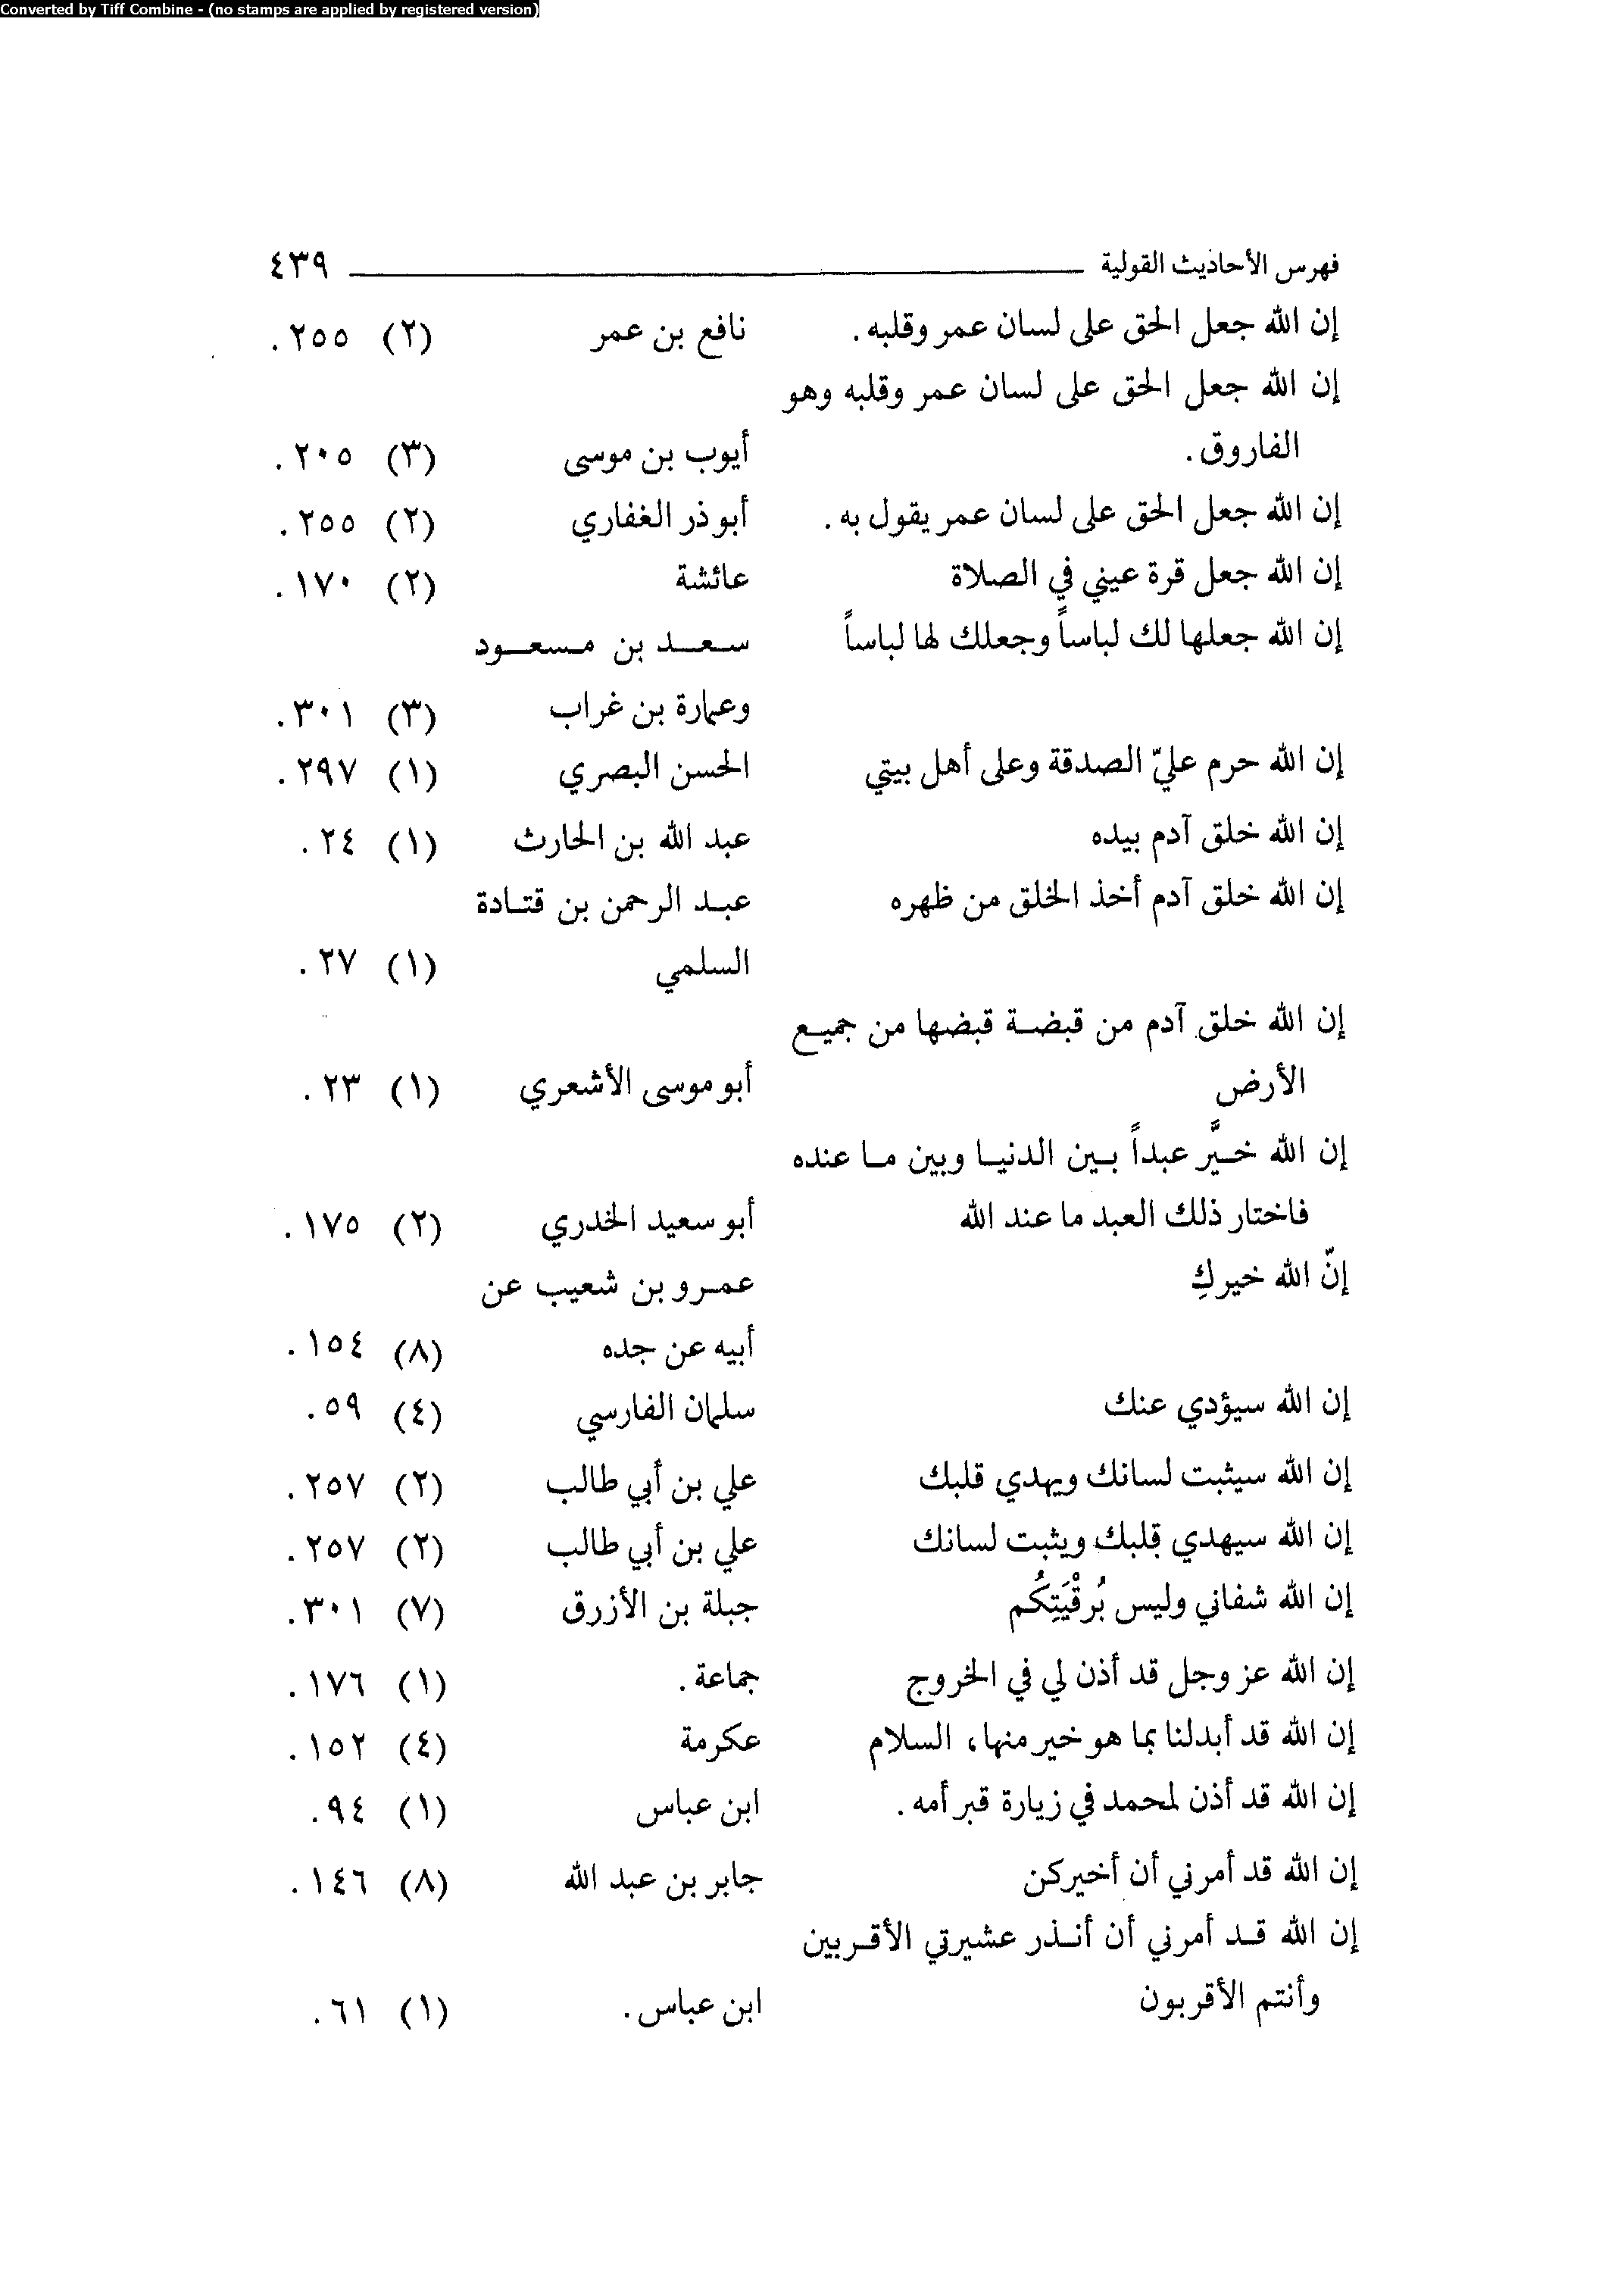 Converted by Tiff Combine - (no stamps are applied by registered version)
فهرس الأحاديث القولية ٤٣٩
إن الله جعل الحق على لسان عمر وقلبه. نافع بن عمر (٢) ٢٥٥.
إن الله جعل الحق على لسان عمر وقلبه وهو
الفاروق. أيوب بن موسى (٣) ٢٠٥.
إن الله جعل الحق على لسان عمر يقول به. أبو ذر الغفاري (٢) ٢٥٥.
إن الله جعل قرة عيني في الصلاة عائشة (٢) ١٧٠.
إن الله جعلها لك لباساً وجعلك لها لباساً سعد بن مسعود
وعمارة بن غراب (٣) ٣٠١.
إن الله حرم عليّ الصدقة وعلى أهل بيتي الحسن البصري (١) ٢٩٧.
إن الله خلق آدم بيده عبد الله بن الحارث (١) ٢٤.
إن الله خلق آدم أخذ الخلق من ظهره عبد الرحمن بن قتادة
السلمي (١) ٢٧.
إن الله خلق آدم من قبضة قبضها من جميع
الأرض أبو موسى الأشعري (١) ٢٣.
إن الله خيَّر عبداً بين الدنيا وبين ما عنده
فاختار ذلك العبد ما عند الله أبو سعيد الخدري (٢) ١٧٥.
إنّ الله خيركِ عمرو بن شعيب عن
أبيه عن جده (٨) ١٥٤.
إن الله سيؤدي عنك سلمان الفارسي (٤) ٥٩.
إن الله سيثبت لسانك ويهدي قلبك علي بن أبي طالب (٢) ٢٥٧.
إن الله سيهدي قلبك ويثبت لسانك علي بن أبي طالب (٢) ٢٥٧.
إن الله شفاني وليس بُرقْيَتِكُم جبلة بن الأزرق (٧) ٣٠١.
إن الله عز وجل قد أذن لي في الخروج جماعة. (١) ١٧٦.
إن الله قد أبدلنا بما هو خير منها، السلام عكرمة (٤) ١٥٢.
إن الله قد أذن لمحمد في زيارة قبر أمه. ابن عباس (١) ٩٤.
إن الله قد أمرني أن أخيركن جابر بن عبد الله (٨) ١٤٦.
إن الله قد أمرني أن أنذر عشيرتي الأقربين
وأنتم الأقربون ابن عباس. (١) ٦١.